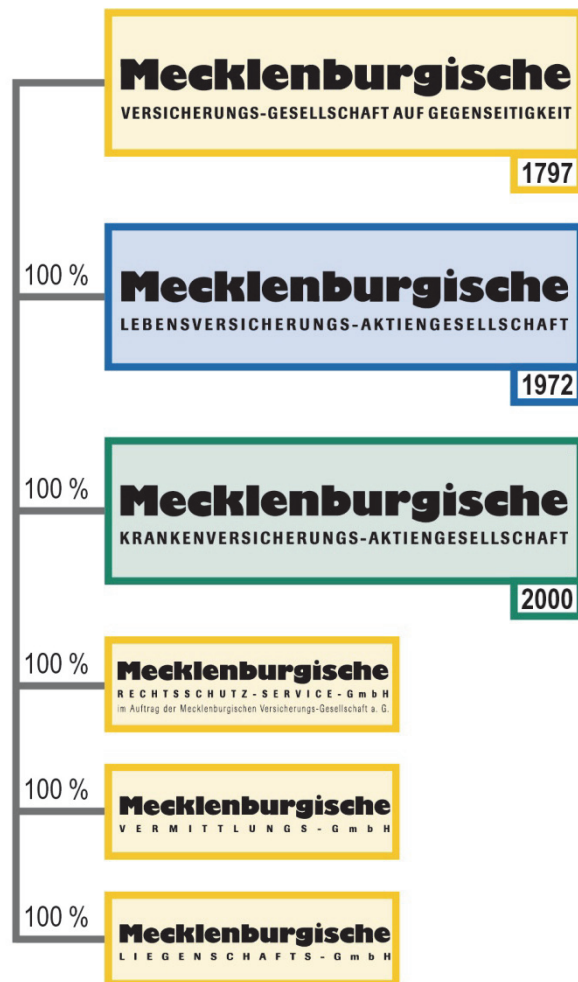 Mecklenburgische
VERSICHERUNGS-GESELLSCHAFT AUF GEGENSEITIGKEIT
1797
100 %
Mecklenburgische
LEBENSVERSICHERUNGS-AKTIENGESELLSCHAFT
1972
100 %
Mecklenburgische
KRANKENVERSICHERUNGS-AKTIENGESELLSCHAFT
2000
100 %
Mecklenburgische
RECHTSSCHUTZ-SERVICE-GmbH
im Auftrag der Mecklenburgischen Versicherungs-Gesellschaft a. G.
100 %
Mecklenburgische
VERMITTLUNGS-GmbH
100 %
Mecklenburgische
LIEGENSCHAFTS-GmbH